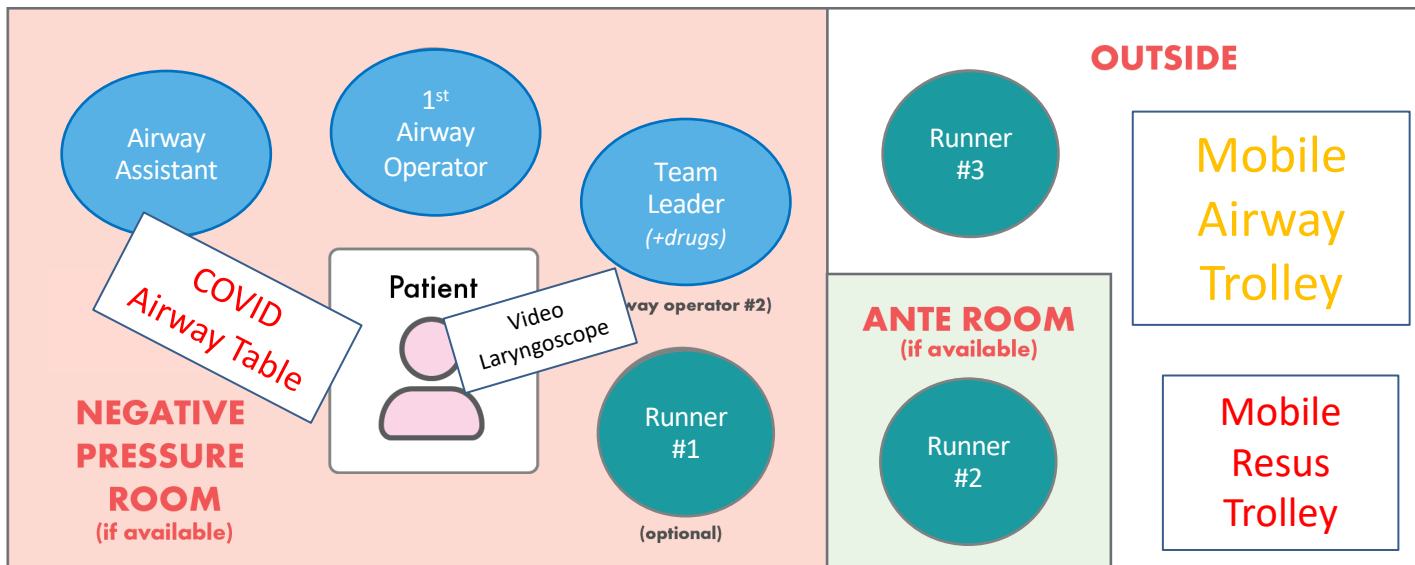 Airway
Assistant
1st
Airway
Operator
Team
Leader
(+drugs)
COVID
Airway Table
Patient
Video
Laryngoscope
operator #2)
Runner
#1
(optional)
NEGATIVE
PRESSURE
ROOM
(if available)
OUTSIDE
Runner
#3
Mobile
Airway
Trolley
ANTE ROOM
(if available)
Runner
#2
Mobile
Resus
Trolley